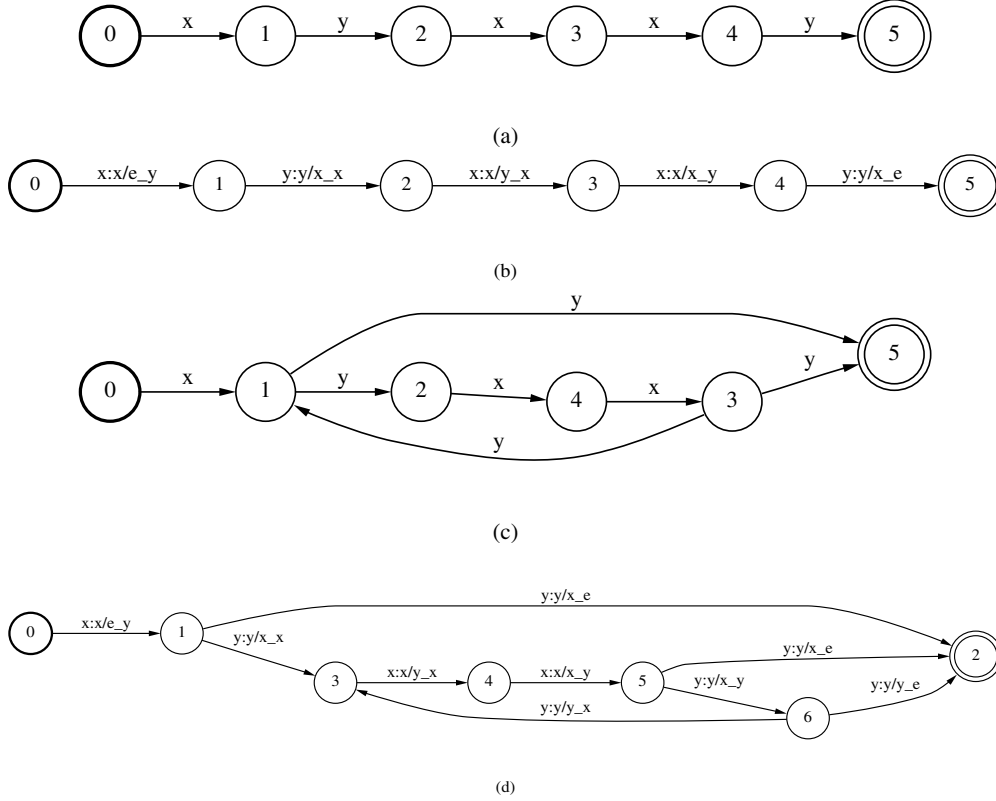 0 x 1 y 2 x 3 x 4 y 5
(a)
0 x:x/e_y 1 y:y/x_x 2 x:x/y_x 3 x:x/x_y 4 y:y/x_e 5
(b)
y
0 x 1 y 2 x 4 x 3 y 5
y
(c)
y:y/x_e
0 x:x/e_y 1 y:y/x_x 3 x:x/y_x 4 x:x/x_y 5 y:y/x_e 2
y:y/x_y 6 y:y/y_e
y:y/y_x
(d)